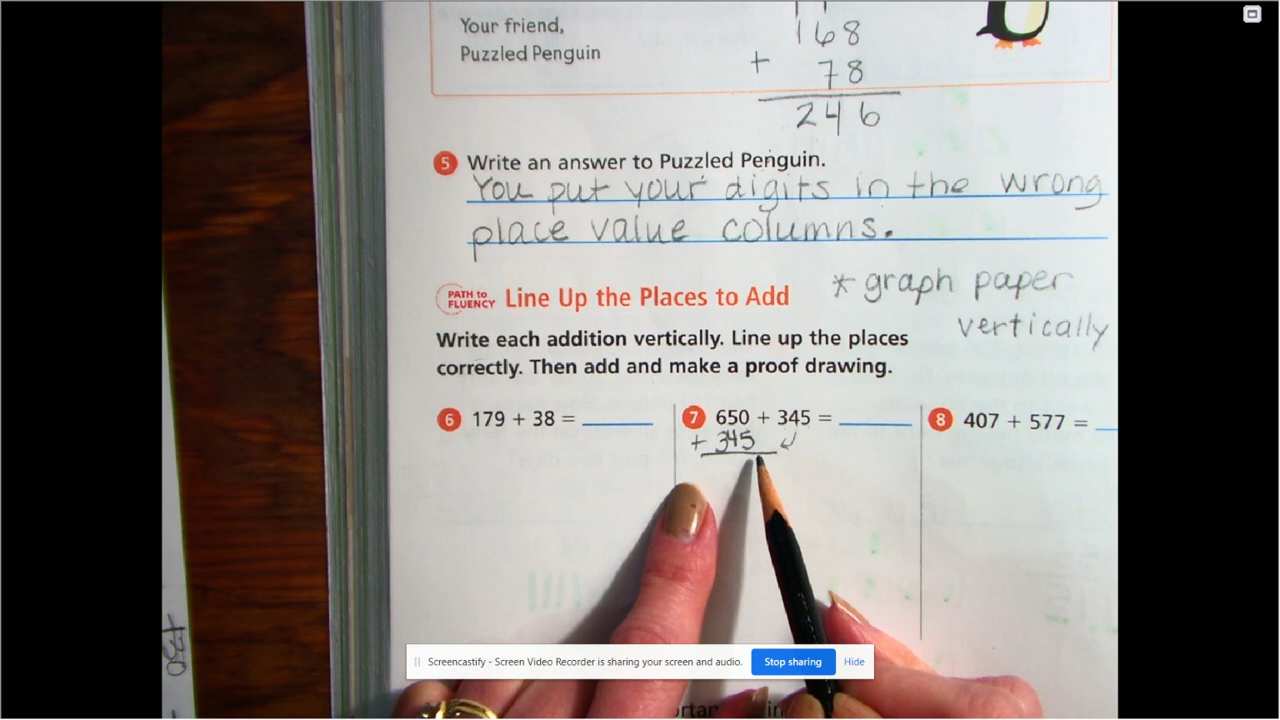 Your friend,
Puzzled Penguin
168
+ 78
246
5 Write an answer to Puzzled Penguin.
You put your digits in the wrong
place value columns.
PATH to
FLUENCY Line Up the Places to Add
* graph paper
vertically
Write each addition vertically. Line up the places
correctly. Then add and make a proof drawing.
6 179 + 38 =
7 650 + 345 =
+ 345
8 407 + 577 =
Screencastify - Screen Video Recorder is sharing your screen and audio. Stop sharing Hide